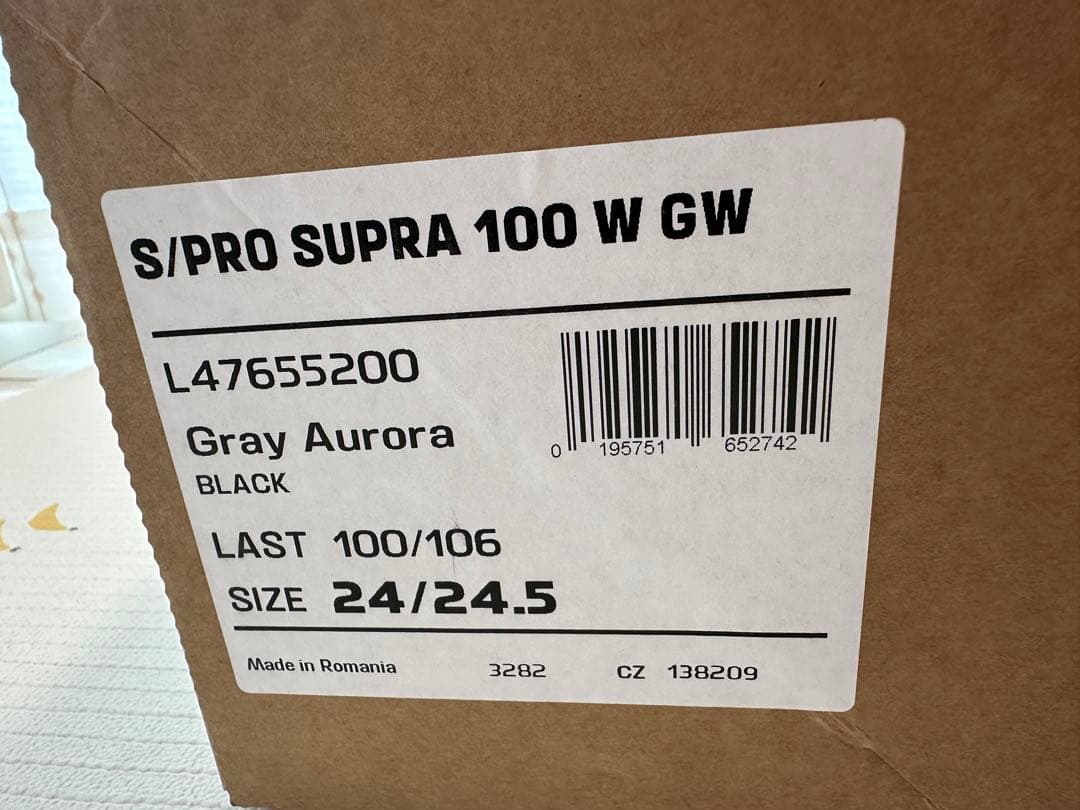 S/PRO SUPRA 100 W GW
L47655200
Gray Aurora
BLACK
0 195751 652742
LAST 100/106
SIZE 24/24.5
Made in Romania 3282 CZ 138209